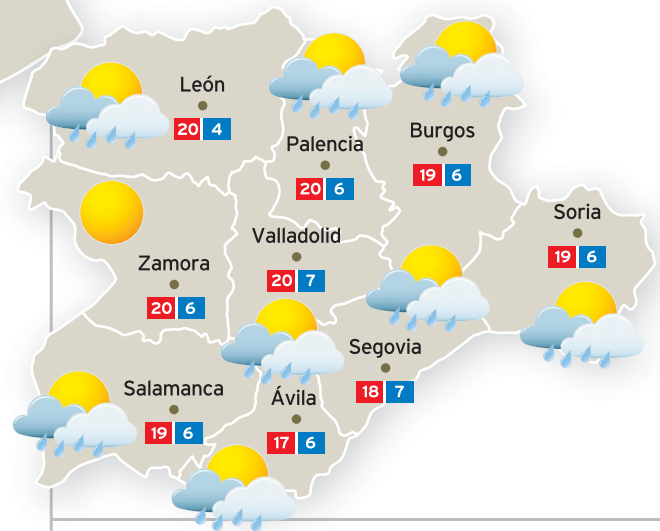 León
20 4
Palencia
20 6
Burgos
19 6
Soria
19 6
Valladolid
20 7
Zamora
20 6
Segovia
18 7
Salamanca
19 6
Ávila
17 6